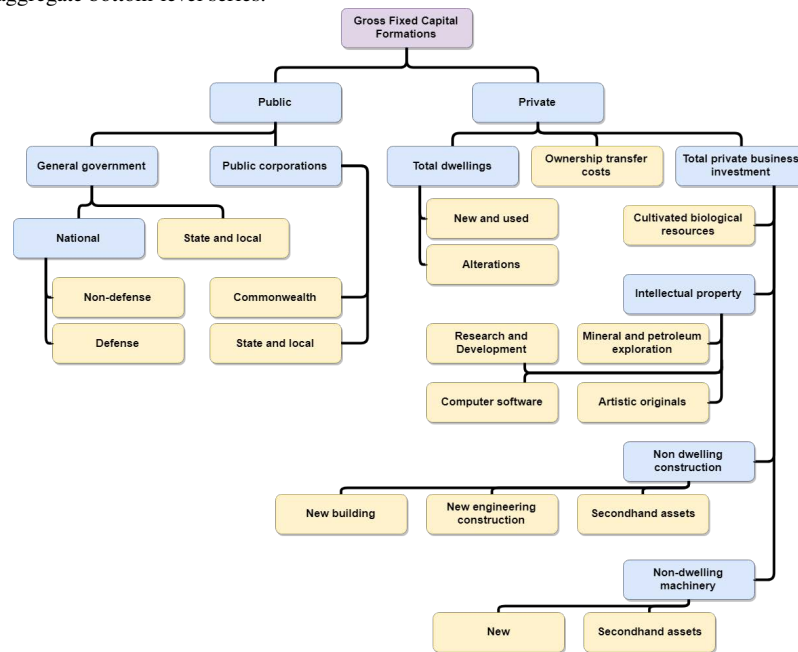 aggregate bottom-level series.
Gross Fixed Capital
Formations
Public
Private
General government
Public corporations
Total dwellings
Ownership transfer
costs
Total private business
investment
National
State and local
New and used
Cultivated biological
resources
Alterations
Non-defense
Commonwealth
Intellectual property
Defense
State and local
Research and
Development
Mineral and petroleum
exploration
Computer software
Artistic originals
Non dwelling
construction
New building
New engineering
construction
Secondhand assets
Non-dwelling
machinery
New
Secondhand assets